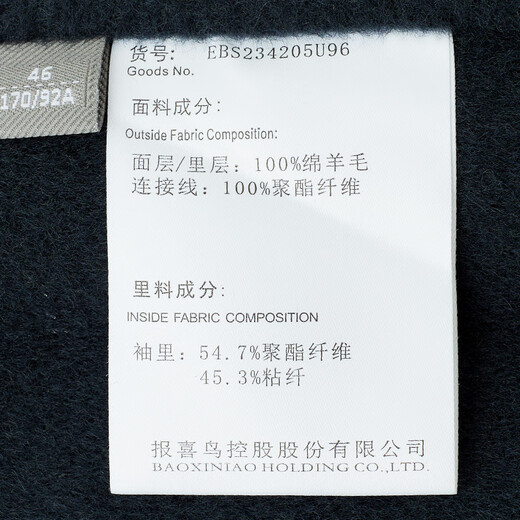 46
170/92A
货号: EBS234205U96
Goods No.
面料成分:
Outside Fabric Composition:
面层/里层: 100%绵羊毛
连接线: 100%聚酯纤维
里料成分:
INSIDE FABRIC COMPOSITION
袖里: 54.7%聚酯纤维
45.3%粘纤
报喜鸟控股股份有限公司
BAOXINIAO HOLDING CO.,LTD.